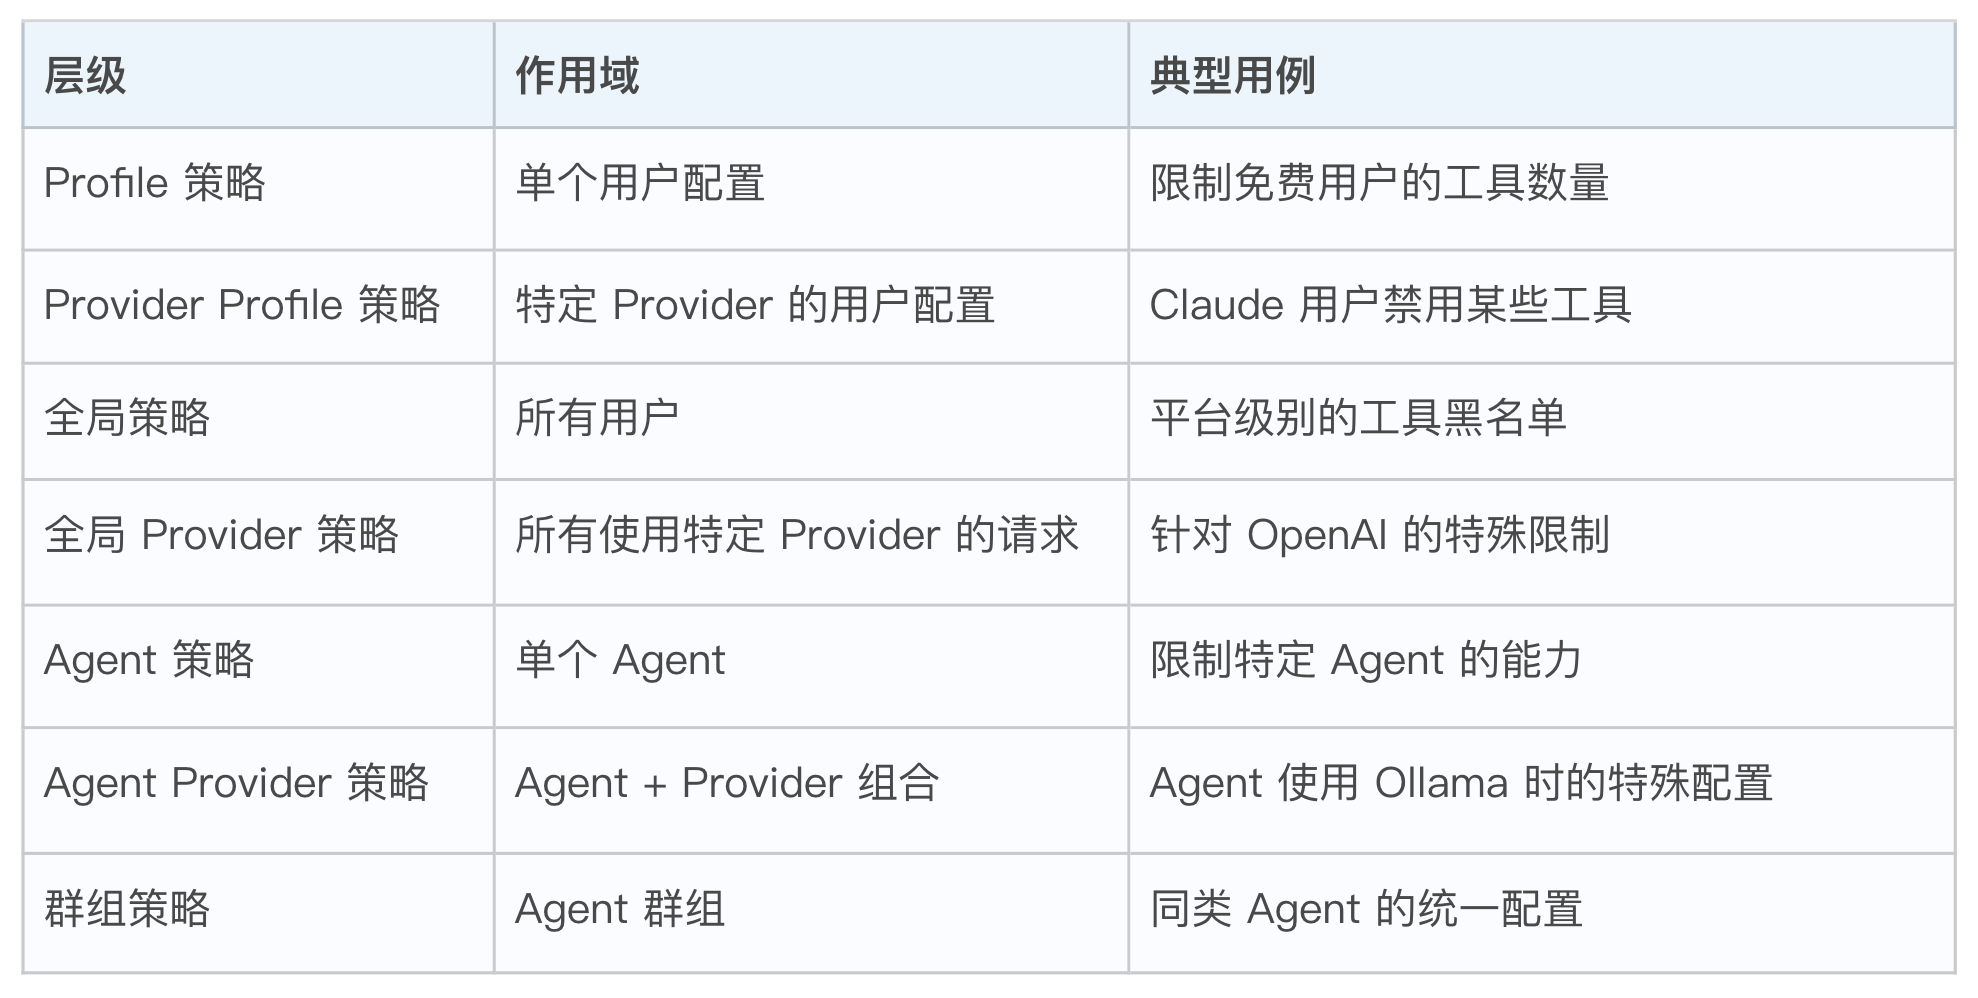 层级 作用域 典型用例
Profile 策略 单个用户配置 限制免费用户的工具数量
Provider Profile 策略 特定 Provider 的用户配置 Claude 用户禁用某些工具
全局策略 所有用户 平台级别的工具黑名单
全局 Provider 策略 所有使用特定 Provider 的请求 针对 OpenAI 的特殊限制
Agent 策略 单个 Agent 限制特定 Agent 的能力
Agent Provider 策略 Agent + Provider 组合 Agent 使用 Ollama 时的特殊配置
群组策略 Agent 群组 同类 Agent 的统一配置